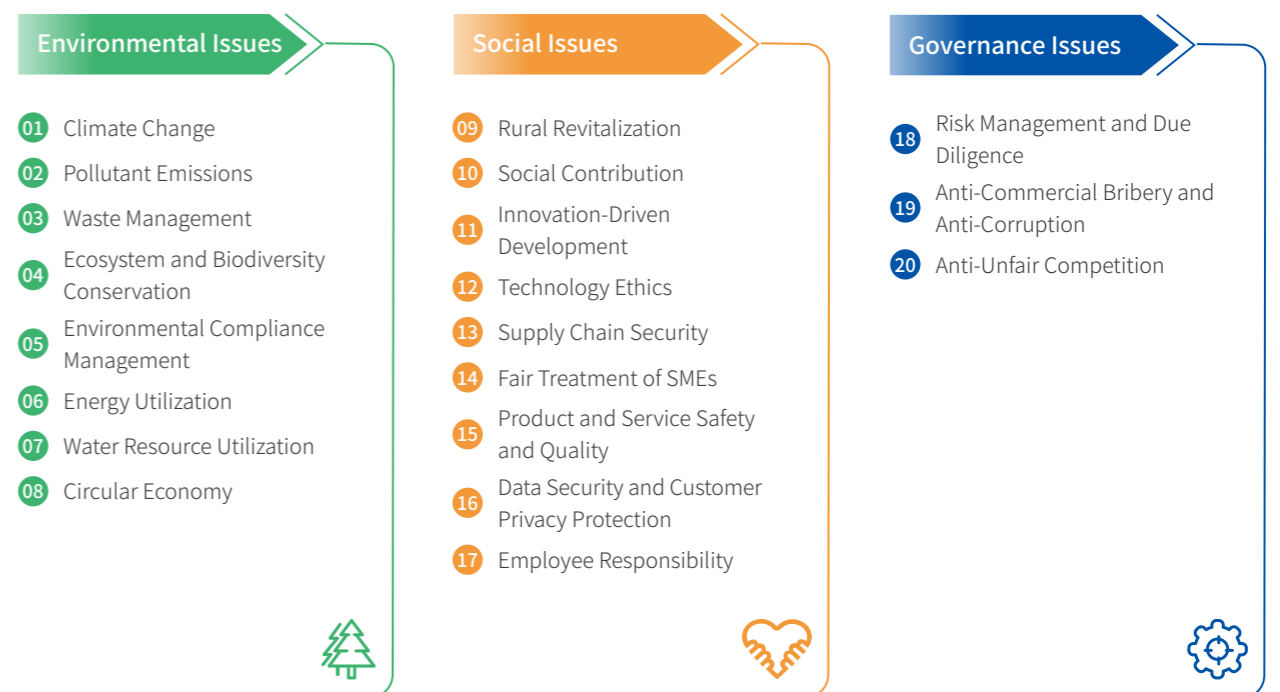 Environmental Issues
01 Climate Change
02 Pollutant Emissions
03 Waste Management
04 Ecosystem and Biodiversity
Conservation
05 Environmental Compliance
Management
06 Energy Utilization
07 Water Resource Utilization
08 Circular Economy
Social Issues
09 Rural Revitalization
10 Social Contribution
11 Innovation-Driven
Development
12 Technology Ethics
13 Supply Chain Security
14 Fair Treatment of SMEs
15 Product and Service Safety
and Quality
16 Data Security and Customer
Privacy Protection
17 Employee Responsibility
Governance Issues
18 Risk Management and Due
Diligence
19 Anti-Commercial Bribery and
Anti-Corruption
20 Anti-Unfair Competition